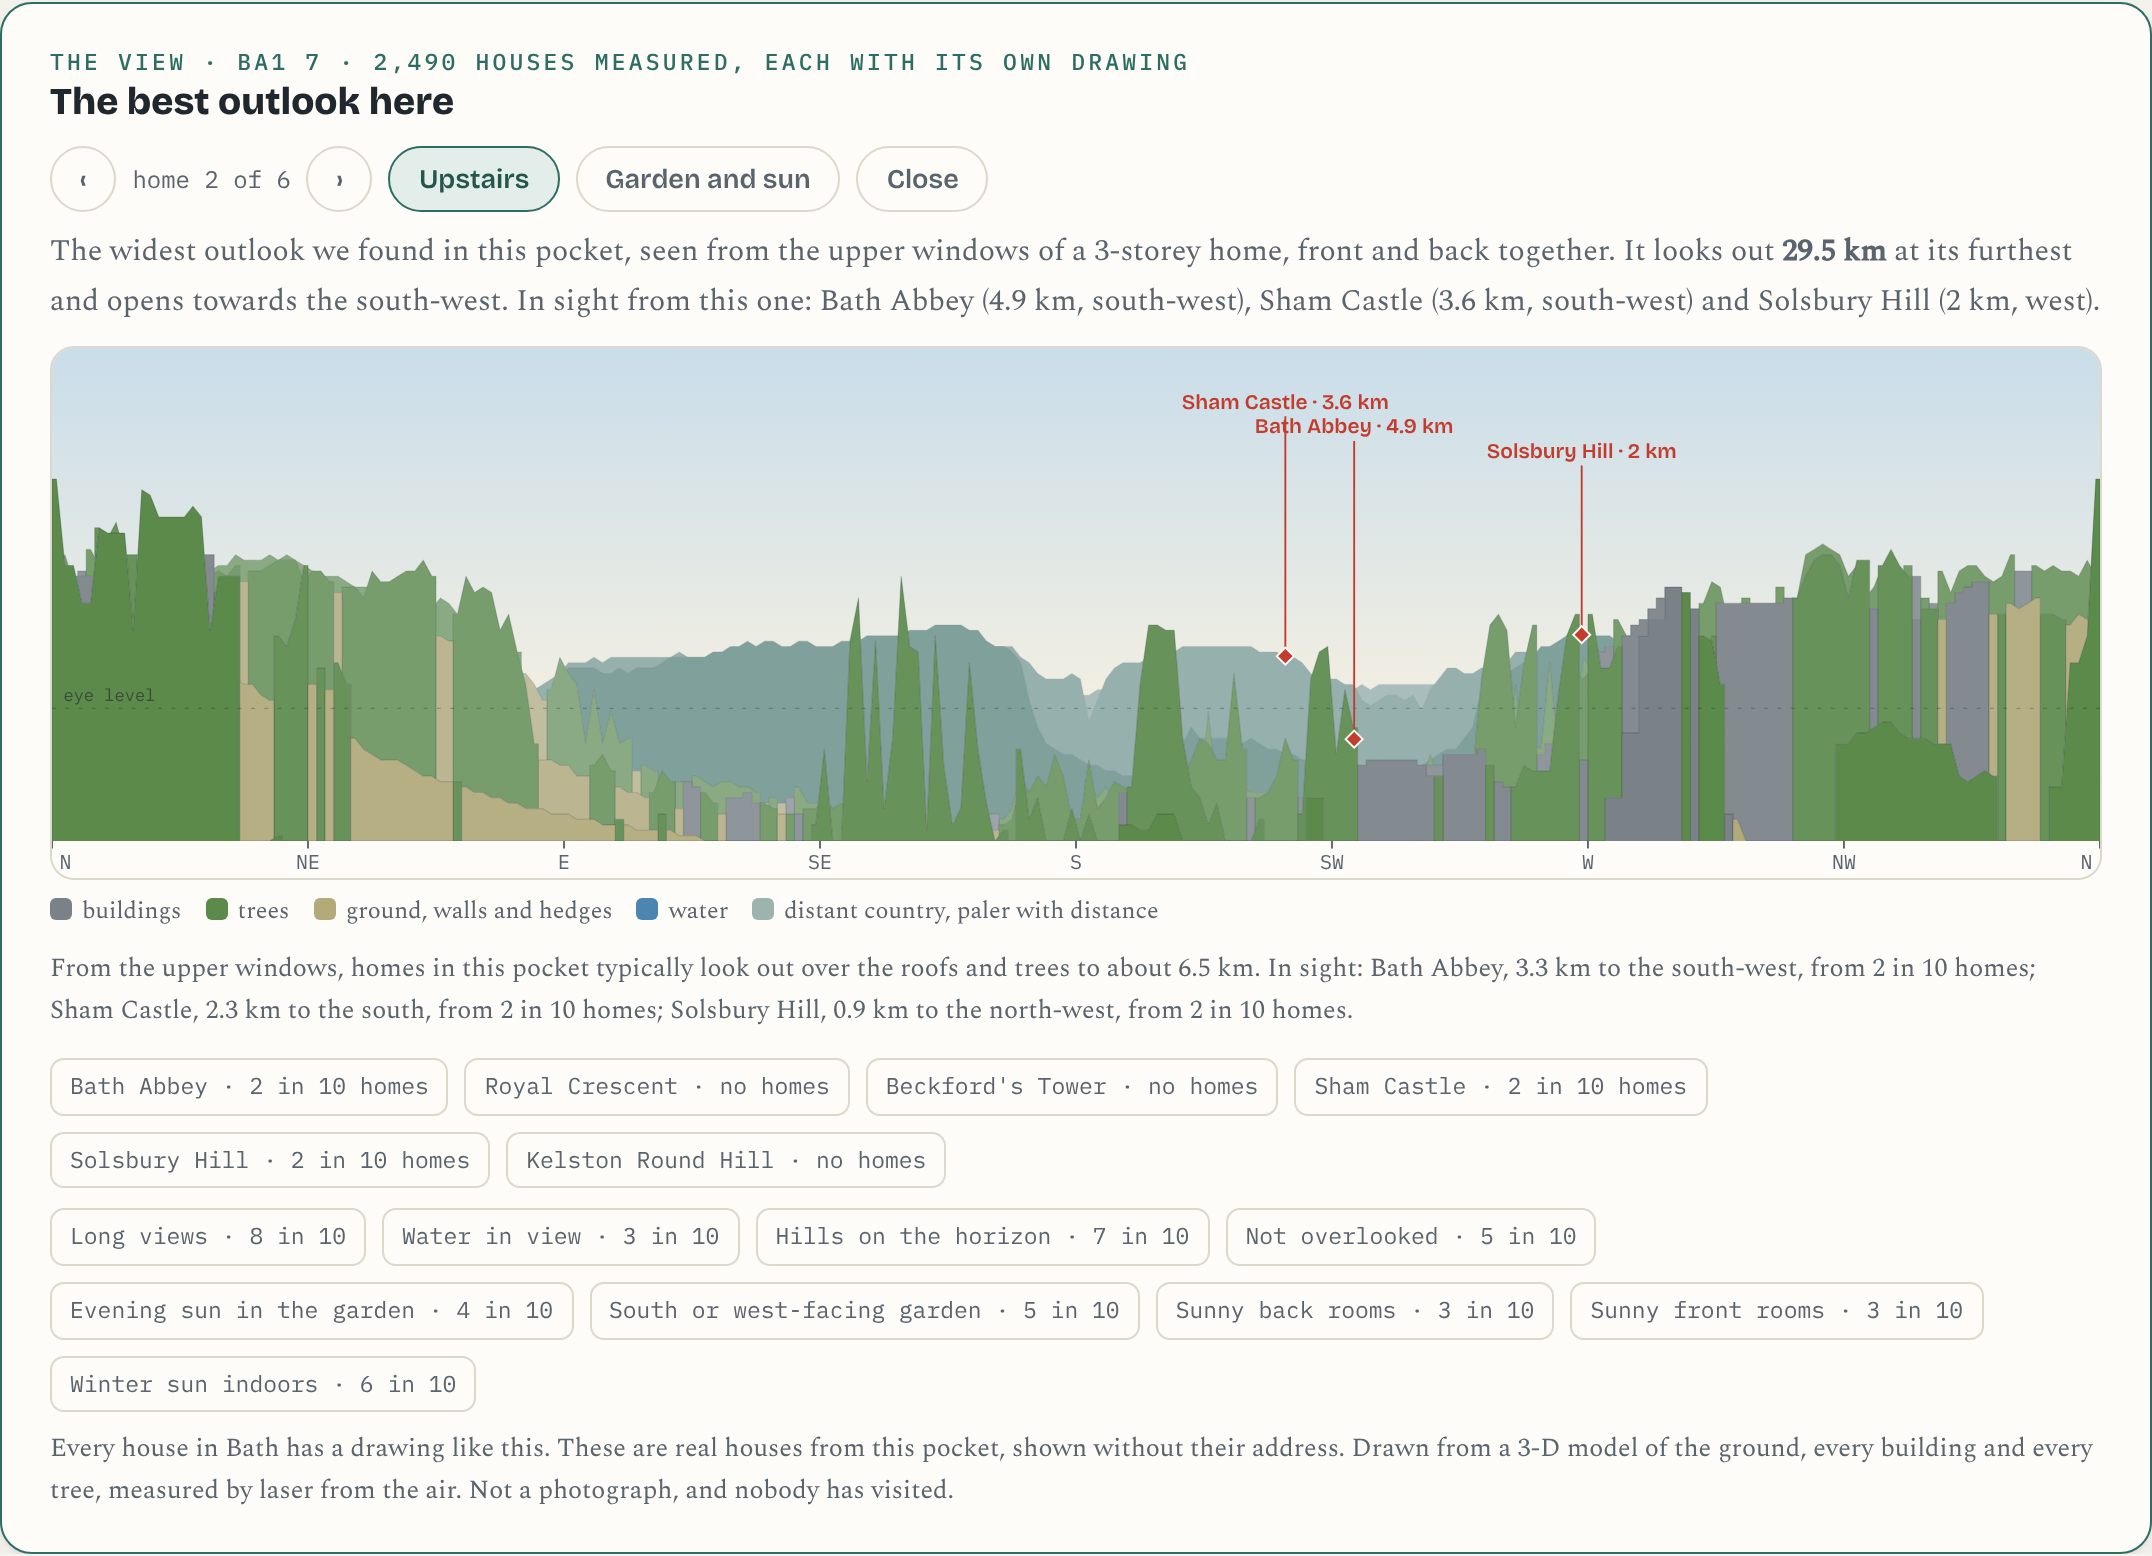 THE VIEW · BA1 7 · 2,490 HOUSES MEASURED, EACH WITH ITS OWN DRAWING
The best outlook here
‹ home 2 of 6 › Upstairs Garden and sun Close
The widest outlook we found in this pocket, seen from the upper windows of a 3-storey home, front and back together. It looks out 29.5 km at its furthest
and opens towards the south-west. In sight from this one: Bath Abbey (4.9 km, south-west), Sham Castle (3.6 km, south-west) and Solsbury Hill (2 km, west).
Sham Castle · 3.6 km
Bath Abbey · 4.9 km
Solsbury Hill · 2 km
eye level
N NE E SE S SW W NW N
buildings trees ground, walls and hedges water distant country, paler with distance
From the upper windows, homes in this pocket typically look out over the roofs and trees to about 6.5 km. In sight: Bath Abbey, 3.3 km to the south-west, from 2 in 10 homes;
Sham Castle, 2.3 km to the south, from 2 in 10 homes; Solsbury Hill, 0.9 km to the north-west, from 2 in 10 homes.
Bath Abbey · 2 in 10 homes Royal Crescent · no homes Beckford's Tower · no homes Sham Castle · 2 in 10 homes
Solsbury Hill · 2 in 10 homes Kelston Round Hill · no homes
Long views · 8 in 10 Water in view · 3 in 10 Hills on the horizon · 7 in 10 Not overlooked · 5 in 10
Evening sun in the garden · 4 in 10 South or west-facing garden · 5 in 10 Sunny back rooms · 3 in 10 Sunny front rooms · 3 in 10
Winter sun indoors · 6 in 10
Every house in Bath has a drawing like this. These are real houses from this pocket, shown without their address. Drawn from a 3-D model of the ground, every building and every
tree, measured by laser from the air. Not a photograph, and nobody has visited.